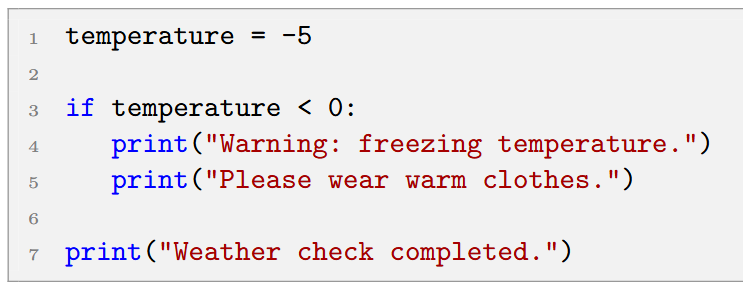 1 temperature = -5
2
3 if temperature < 0:
4    print("Warning: freezing temperature.")
5    print("Please wear warm clothes.")
6
7 print("Weather check completed.")